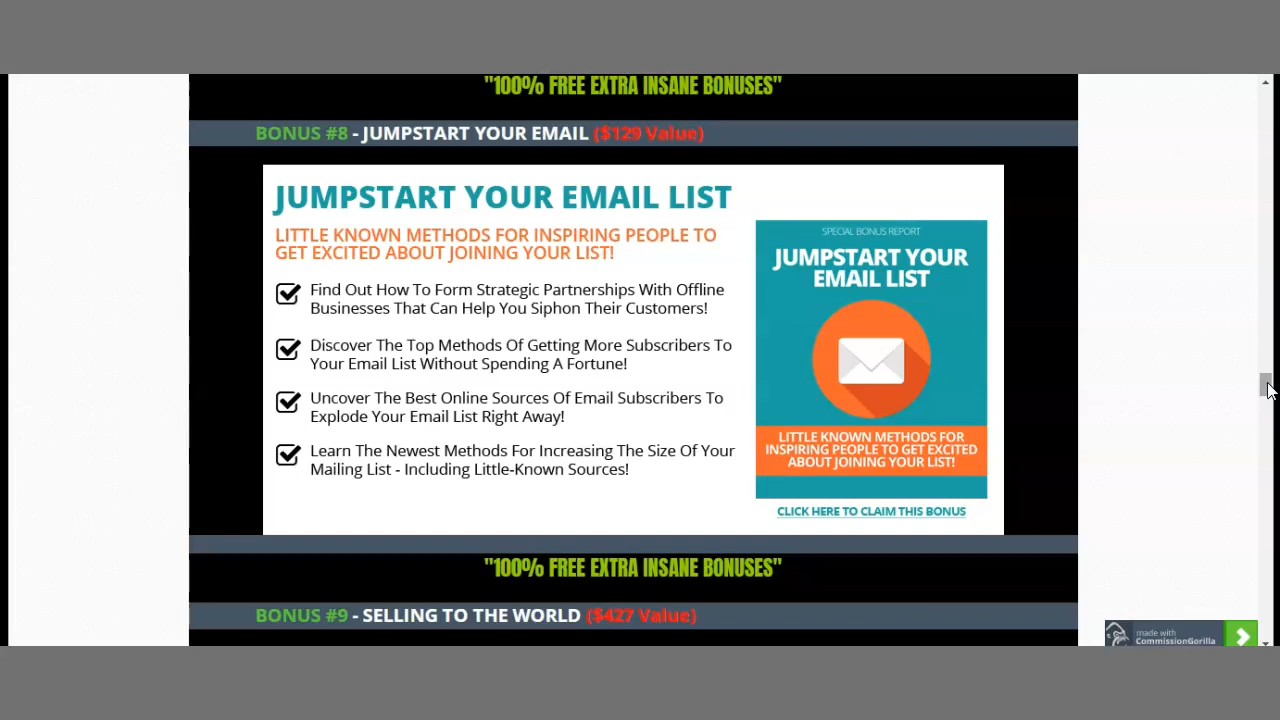 "100% FREE EXTRA INSANE BONUSES"
BONUS #8 - JUMPSTART YOUR EMAIL ($129 Value)
JUMPSTART YOUR EMAIL LIST
LITTLE KNOWN METHODS FOR INSPIRING PEOPLE TO
GET EXCITED ABOUT JOINING YOUR LIST!
Find Out How To Form Strategic Partnerships With Offline
Businesses That Can Help You Siphon Their Customers!
Discover The Top Methods Of Getting More Subscribers To
Your Email List Without Spending A Fortune!
Uncover The Best Online Sources Of Email Subscribers To
Explode Your Email List Right Away!
Learn The Newest Methods For Increasing The Size Of Your
Mailing List - Including Little-Known Sources!
SPECIAL BONUS REPORT
JUMPSTART YOUR
EMAIL LIST
LITTLE KNOWN METHODS FOR
INSPIRING PEOPLE TO GET EXCITED
ABOUT JOINING YOUR LIST!
CLICK HERE TO CLAIM THIS BONUS
"100% FREE EXTRA INSANE BONUSES"
BONUS #9 - SELLING TO THE WORLD ($427 Value)
made with
CommissionGorilla